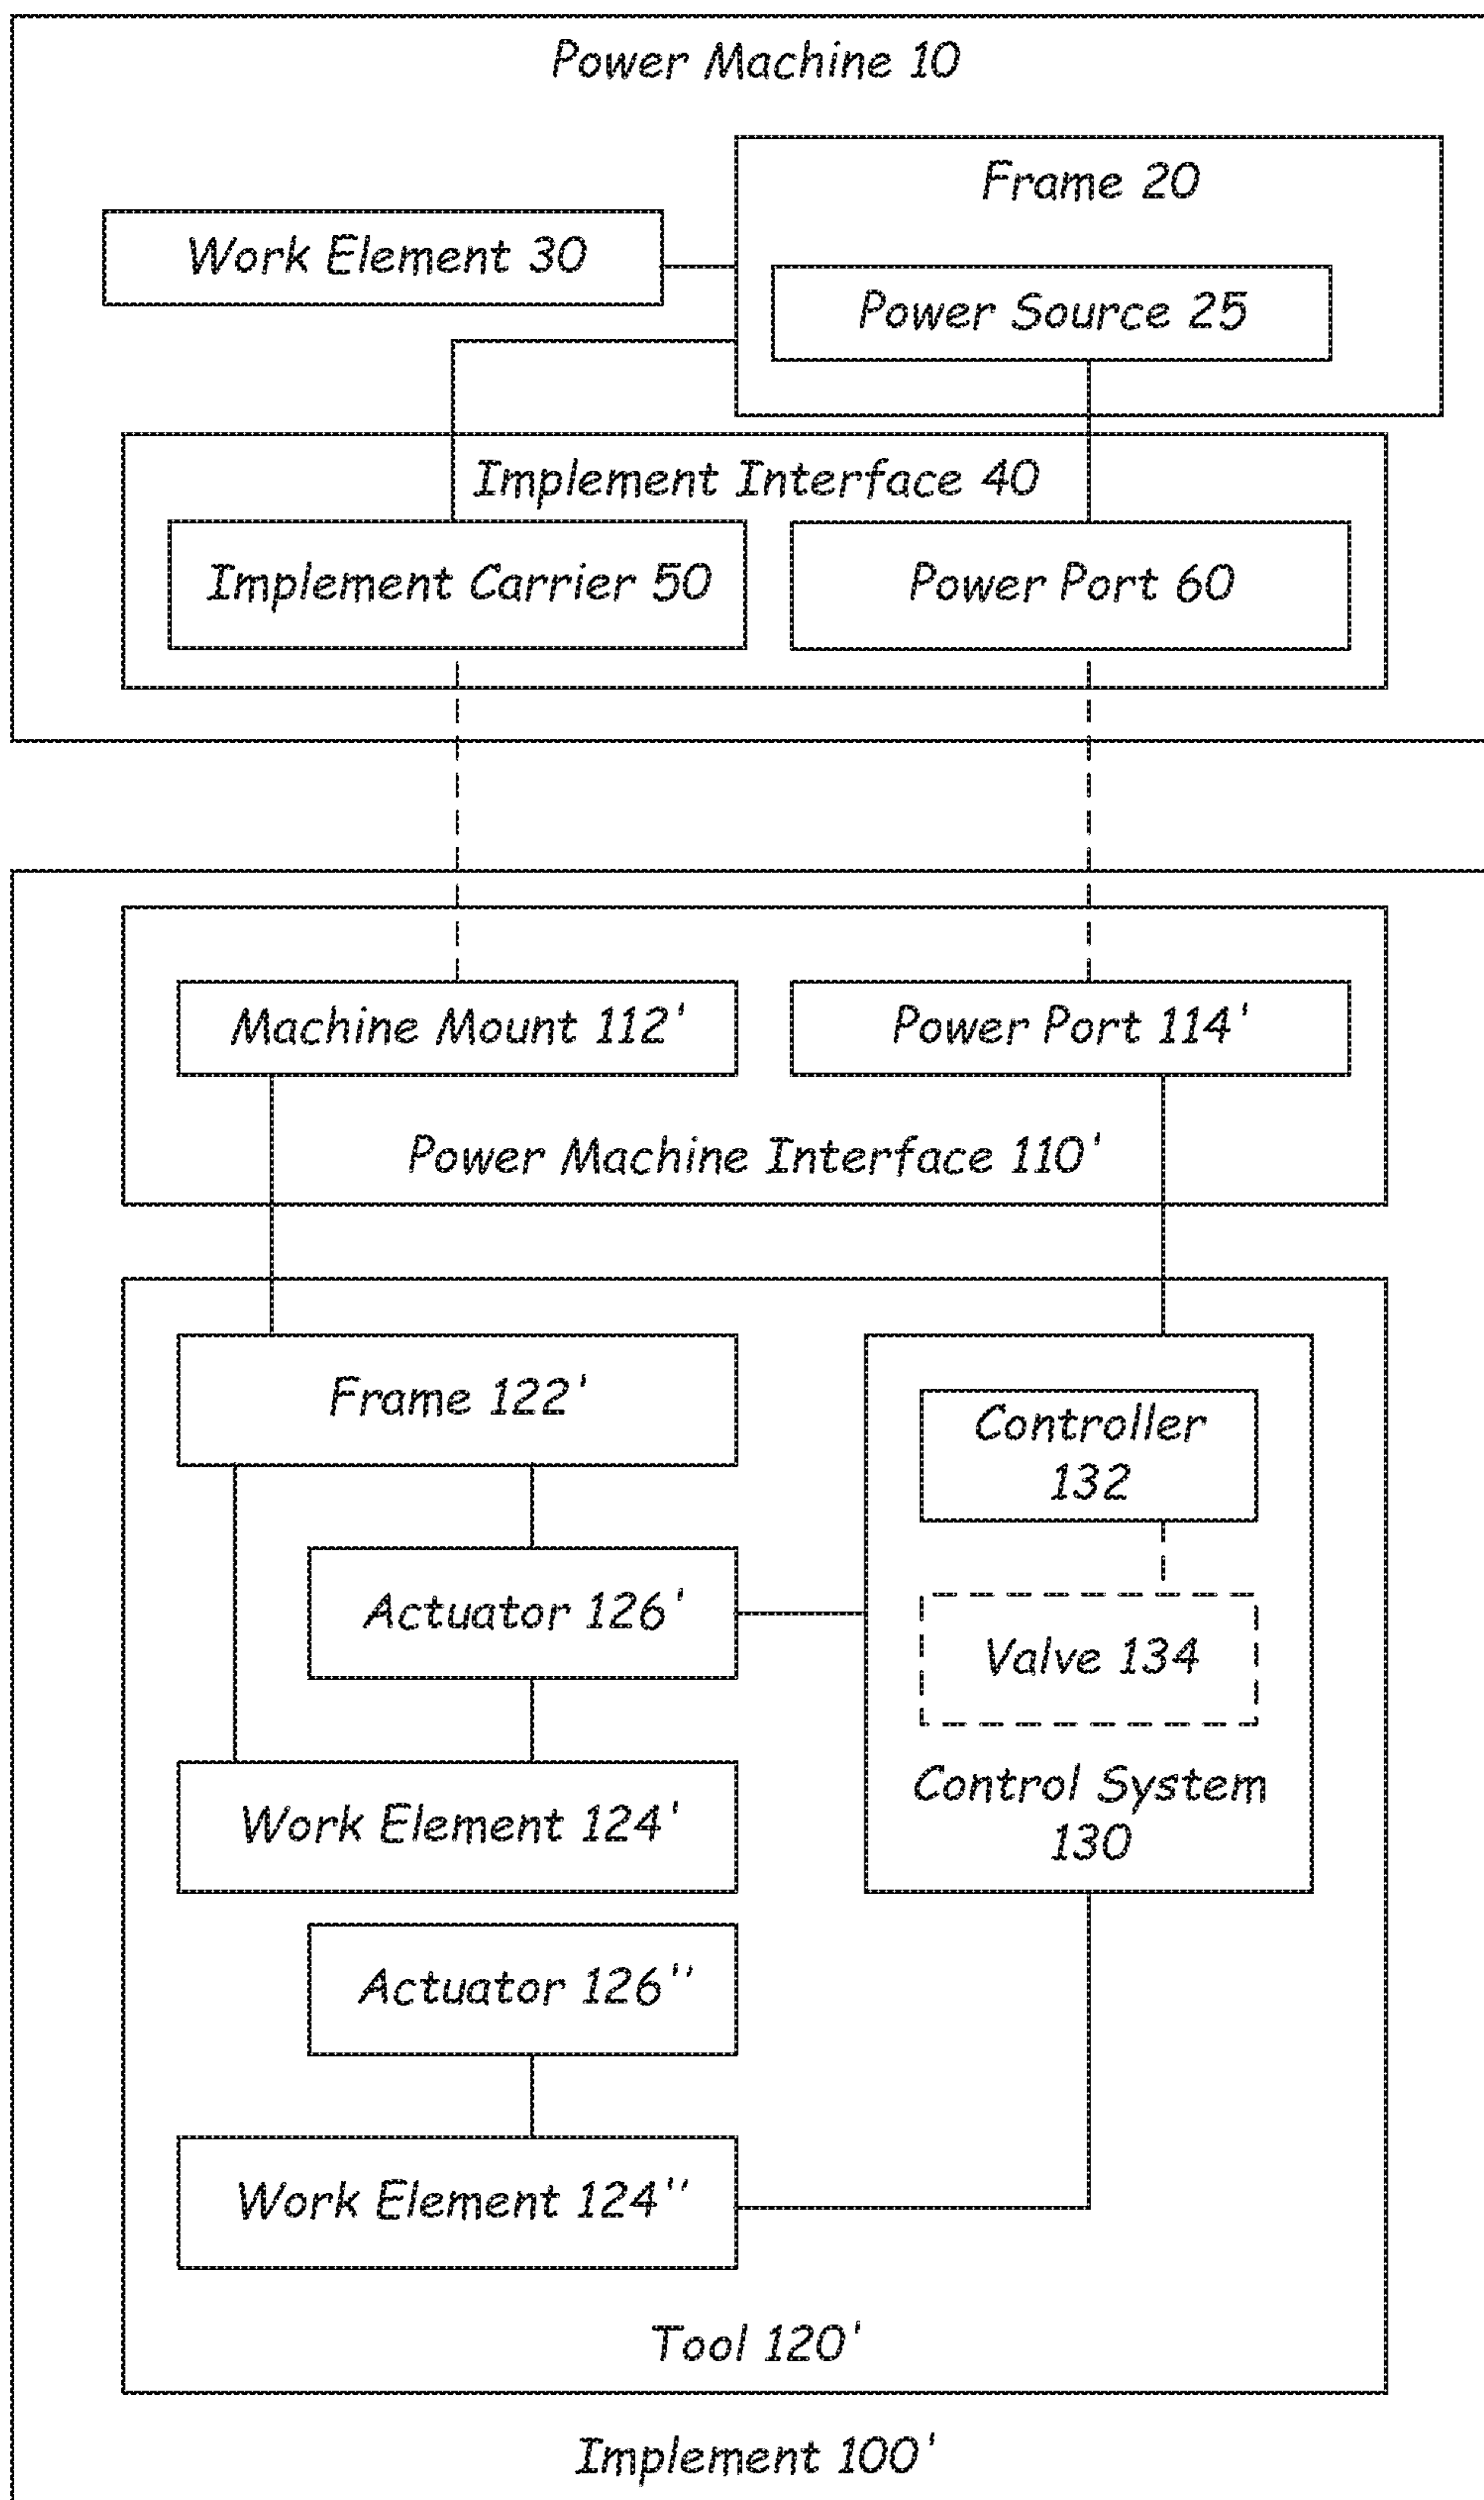 Power Machine 10
Frame 20
Work Element 30
Power Source 25
Implement Interface 40
Implement Carrier 50
Power Port 60
Machine Mount 112'
Power Port 114'
Power Machine Interface 110'
Frame 122'
Controller
132
Actuator 126'
Valve 134
Control System
130
Work Element 124'
Actuator 126''
Work Element 124''
Tool 120'
Implement 100'